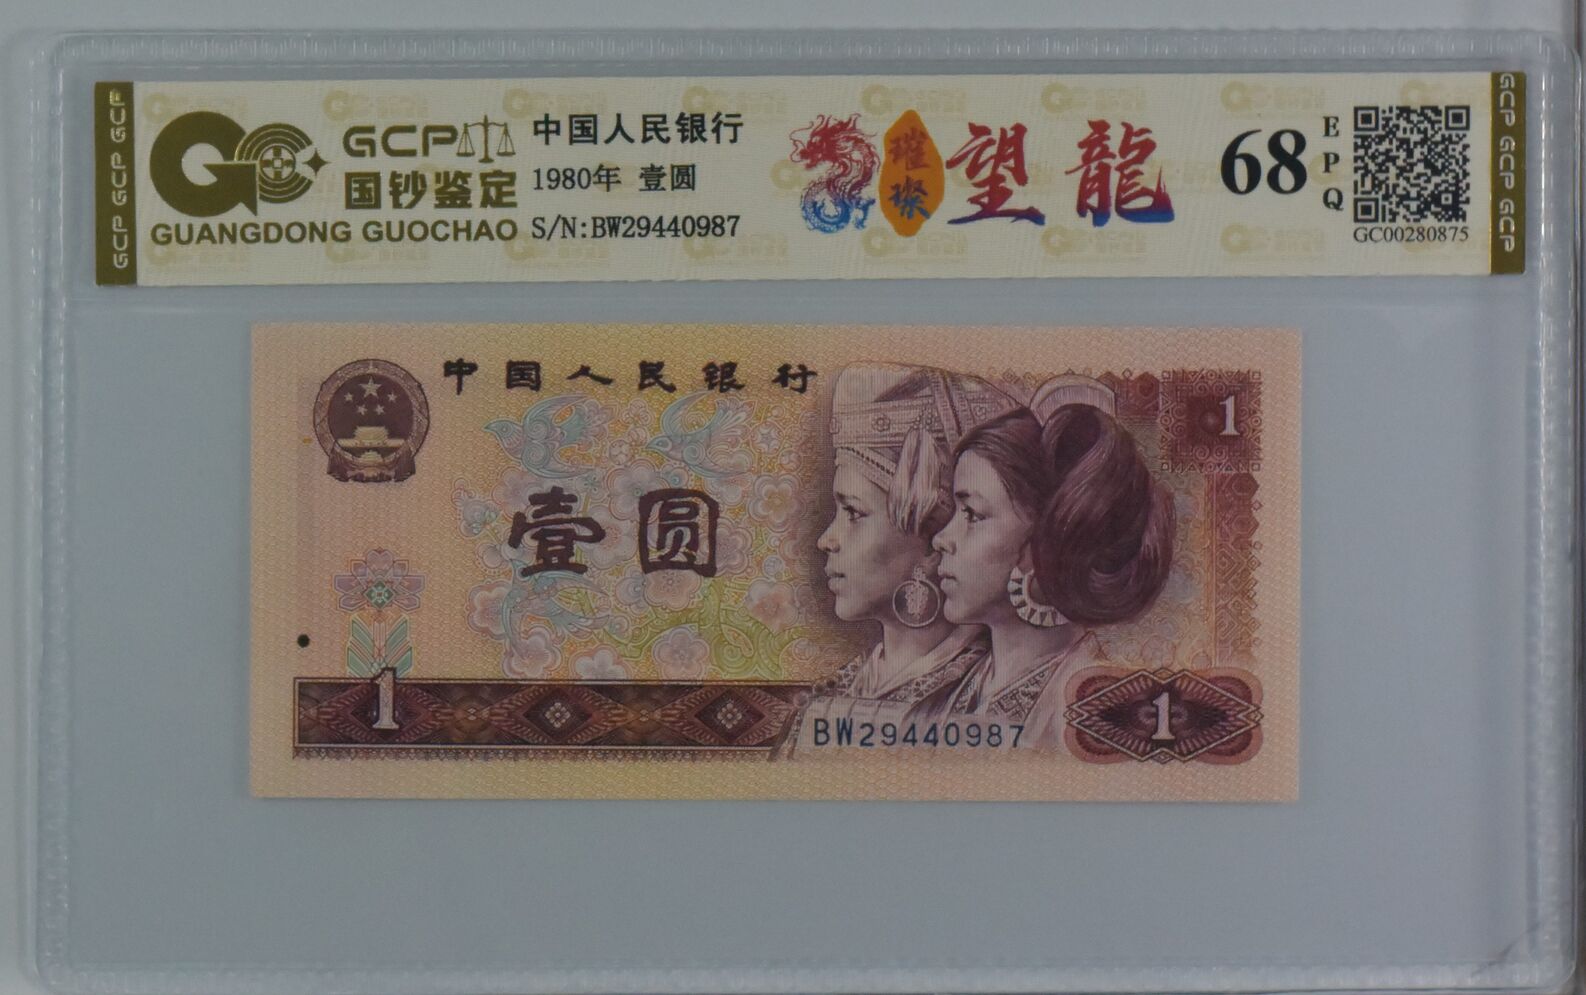 GCP
国钞鉴定
GUANGDONG GUOCHAO
中国人民银行
1980年 壹圆
S/N:BW29440987
璀璨
望龍
68
EPQ
GC00280875
GCP GCP GCP
GCP GCP GCP
中国人民银行
1
壹圆
1
BW29440987
1